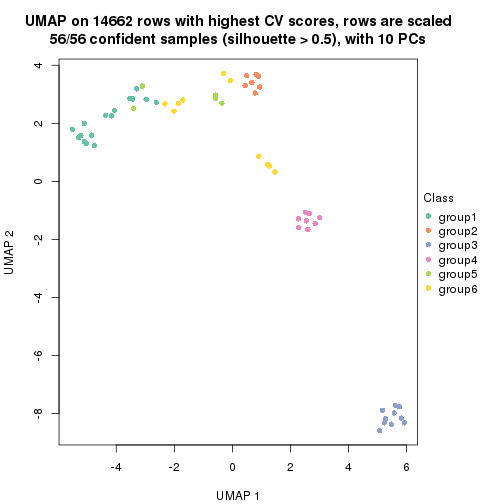 UMAP on 14662 rows with highest CV scores, rows are scaled
56/56 confident samples (silhouette > 0.5), with 10 PCs
4
2
0
-2
-4
-6
-8
UMAP 2
-4
-2
0
2
4
6
UMAP 1
Class
group1
group2
group3
group4
group5
group6